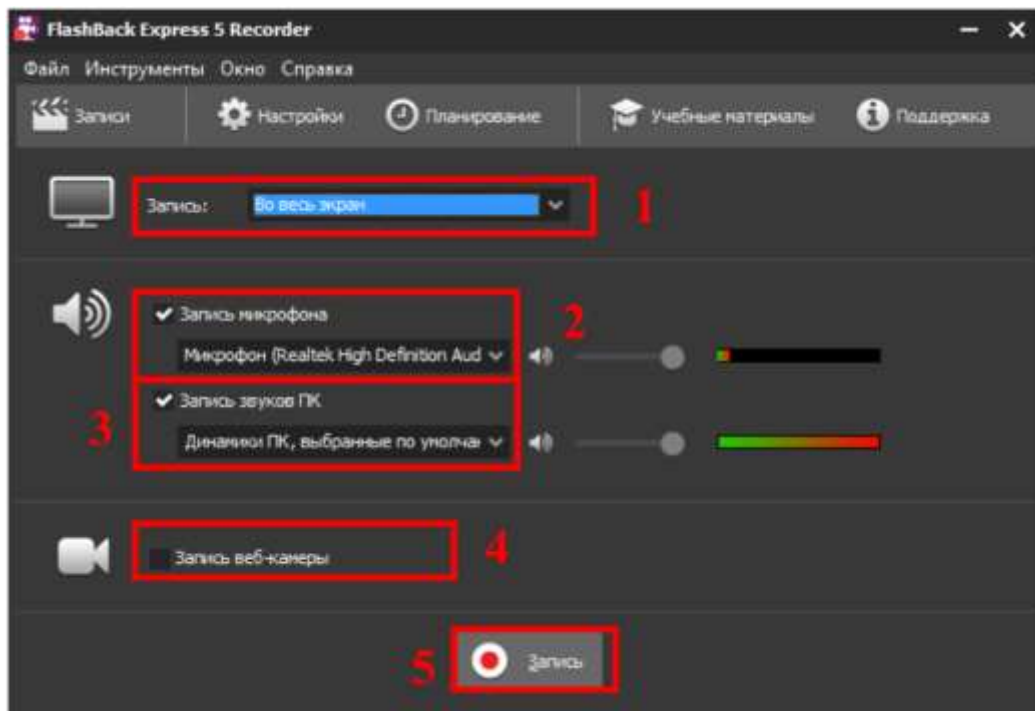 FlashBack Express 5 Recorder
Файл Инструменты Окно Справка
Записи Настройки Планирование Учебные материалы Поддержка
Запись: Во весь экран 1
Запись микрофона 2
Микрофон (Realtek High Definition Aud
Запись звуков ПК
3
Динамики ПК, выбранные по умолчан
Запись веб-камеры 4
5 Запись